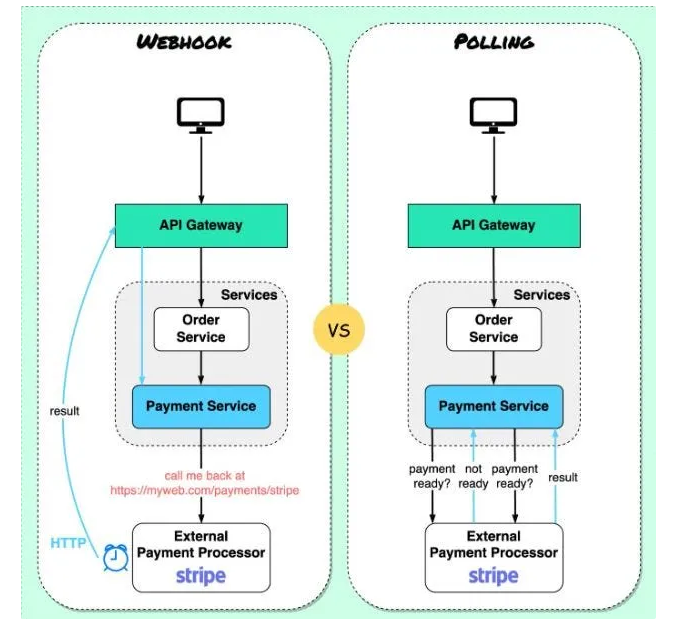 WEBHOOK
API Gateway
Services
Order
Service
Payment Service
result
call me back at
https://myweb.com/payments/stripe
HTTP
External
Payment Processor
stripe
VS
POLLING
API Gateway
Services
Order
Service
Payment Service
payment
ready?
not
ready
payment
ready?
result
External
Payment Processor
stripe